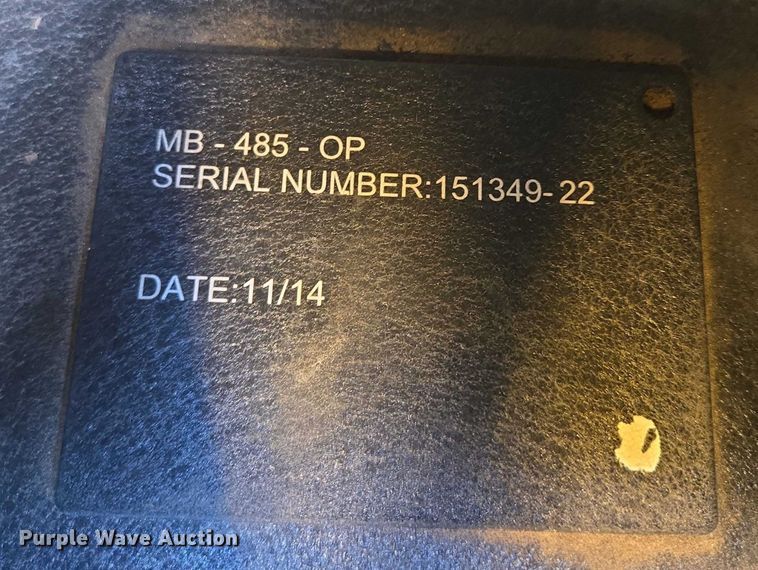 MB - 485 - OP
SERIAL NUMBER:151349-22
DATE:11/14
Purple Wave Auction